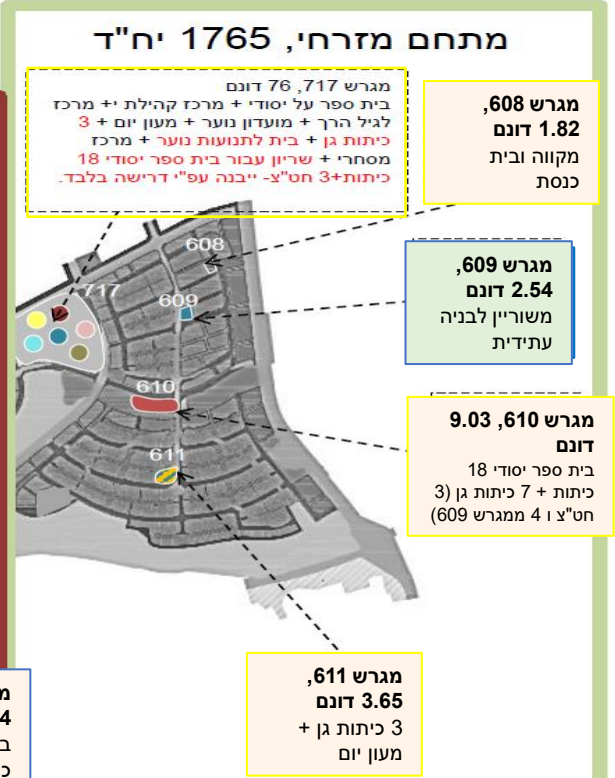 מתחם מזרחי, 1765 יח"ד
מגרש 717, 76 דונם
בית ספר על יסודי + מרכז קהילת י+ מרכז
לגיל הרך + מועדון נוער + מעון יום + 3
כיתות גן + בית לתנועות נוער + מרכז
מסחרי + שריון עבור בית ספר יסודי 18
כיתות+3 חט"צ- ייבנה עפ"י דרישה בלבד.
מגרש 608,
1.82 דונם
מקווה ובית
כנסת
608
717
609
מגרש 609,
2.54 דונם
משוריין לבניה
עתידית
610
מגרש 610, 9.03
דונם
בית ספר יסודי 18
כיתות + 7 כיתות גן (3
חט"צ ו 4 ממגרש 609)
611
מגרש 611,
3.65 דונם
3 כיתות גן +
מעון יום